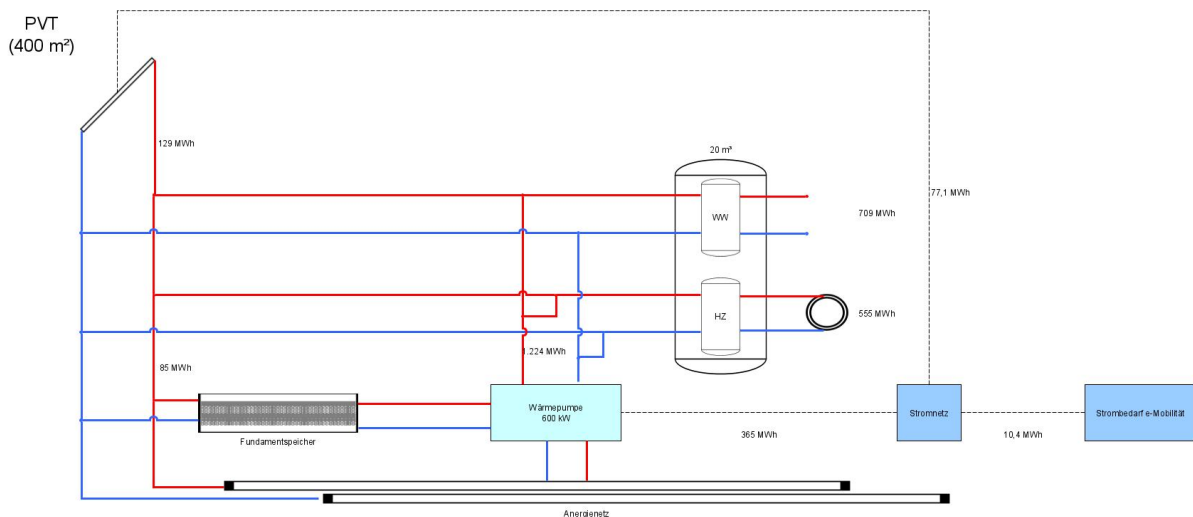 PVT
(400 m²)
129 MWh
20 m³
WW
77,1 MWh
709 MWh
HZ
555 MWh
1.224 MWh
85 MWh
Wärmepumpe
600 kW
Stromnetz
Strombedarf e-Mobilität
Fundamentspeicher
365 MWh
10,4 MWh
Anergienetz